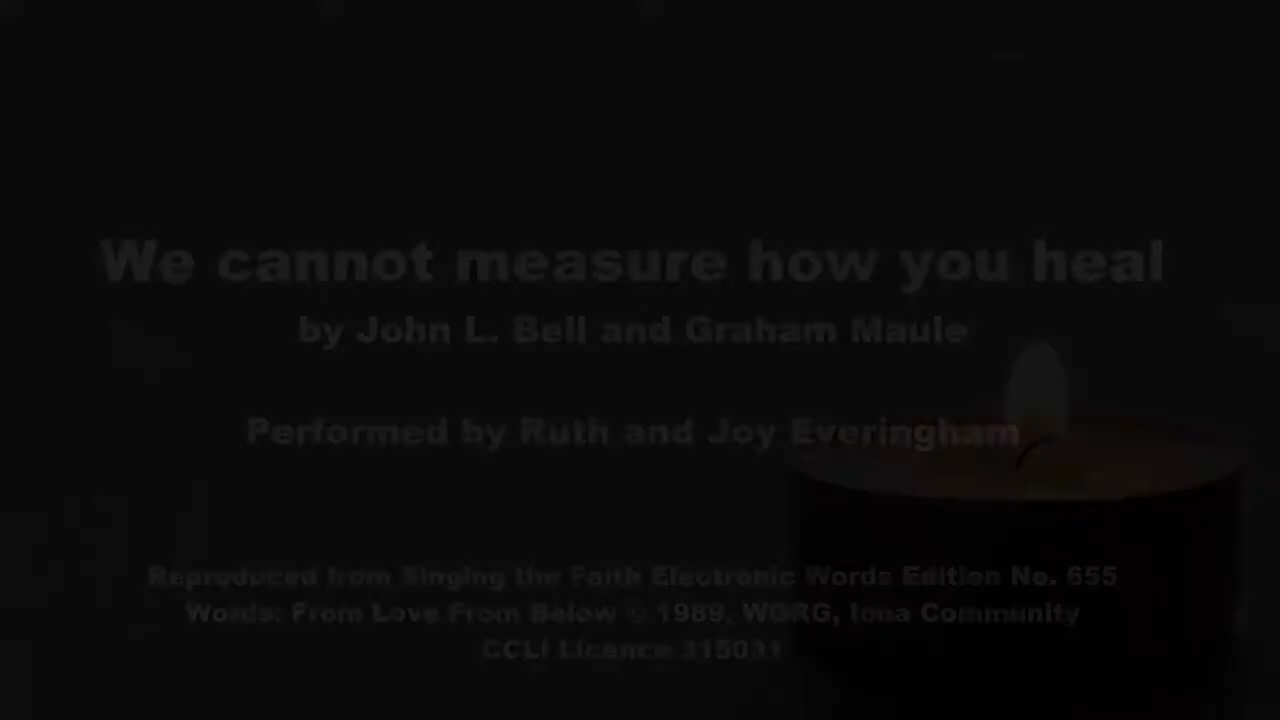 We cannot measure how you heal
by John L. Bell and Graham Maule
Performed by Ruth and Joy Everingham
Reproduced from Singing the Faith Electronic Words Edition No. 655
Words: From Love From Below © 1989, WGRG, Iona Community
CCLI Licence 315031